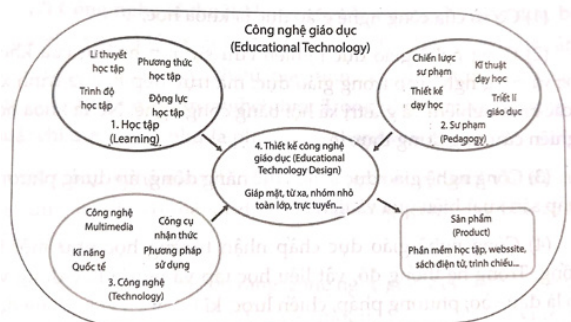 Công nghệ giáo dục
(Educational Technology)
Lí thuyết
học tập
Phương thức
học tập
Trình độ
học tập
Động lực
học tập
1. Học tập
(Learning)
Chiến lược
sư phạm
Kĩ thuật
dạy học
Thiết kế
dạy học
Triết lí
giáo dục
2. Sư phạm
(Pedagogy)
4. Thiết kế công nghệ
giáo dục (Educational
Technology Design)
Giáp mặt, từ xa, nhóm nhỏ
toàn lớp, trực tuyến...
Công nghệ
Multimedia
Công cụ
nhận thức
Kĩ năng
Quốc tế
Phương pháp
sử dụng
3. Công nghệ
(Technology)
Sản phẩm
(Product)
Phần mềm học tập, webssite,
sách điện tử, trình chiếu...